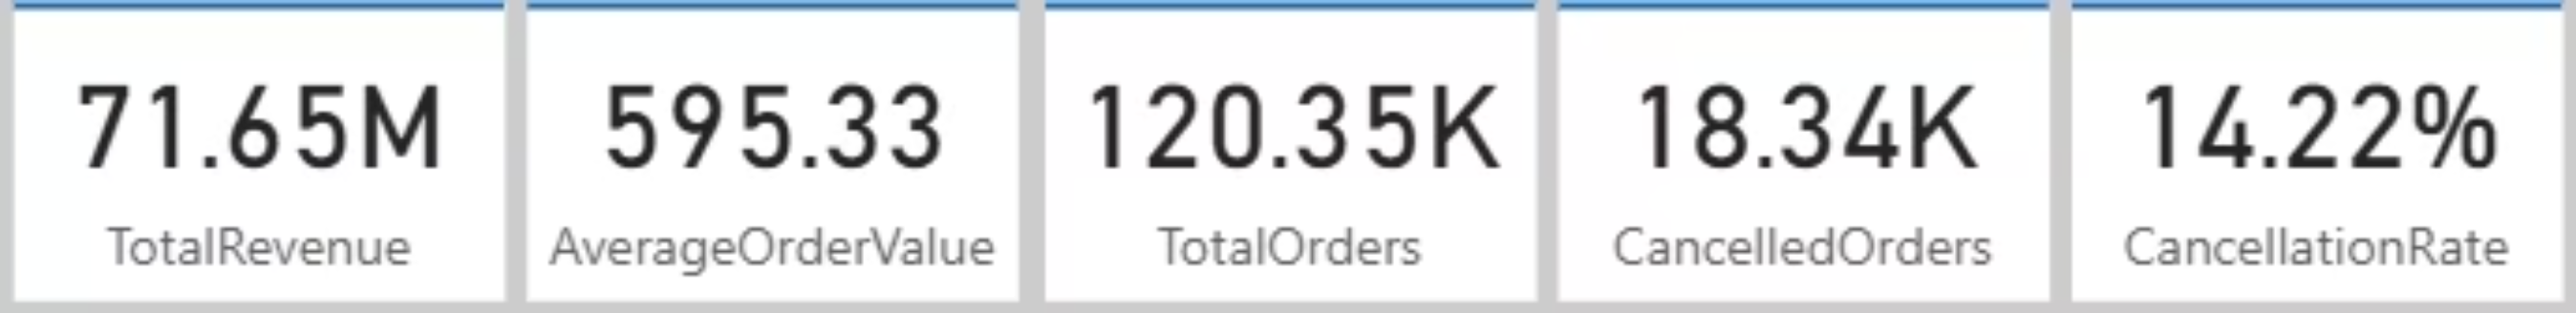 71.65M
TotalRevenue
595.33
AverageOrderValue
120.35K
TotalOrders
18.34K
CancelledOrders
14.22%
CancellationRate